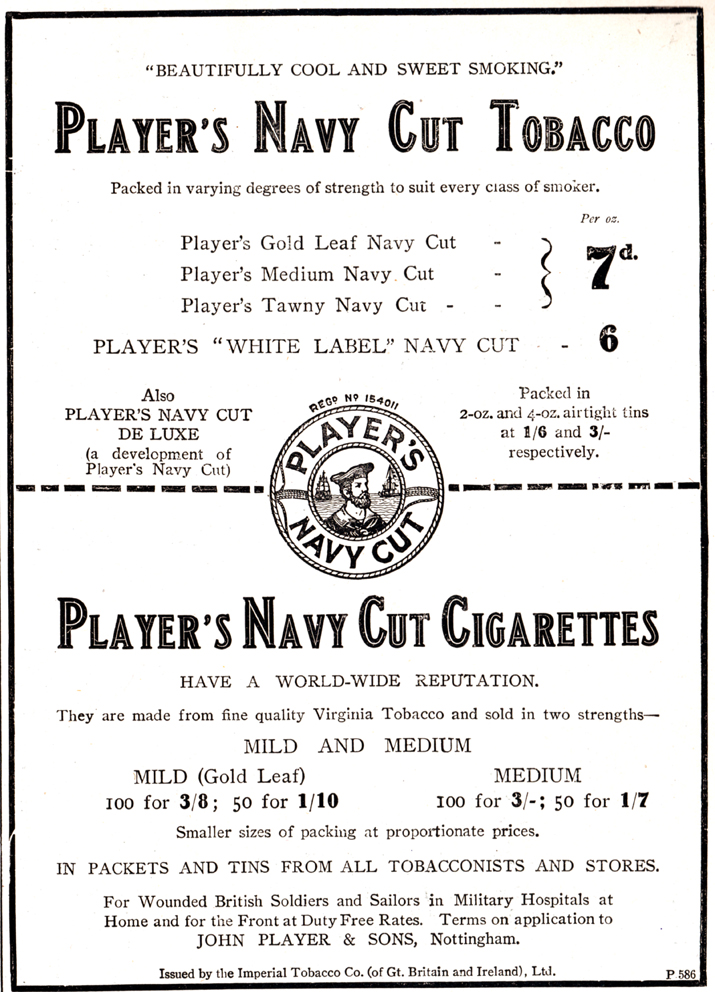 "BEAUTIFULLY COOL AND SWEET SMOKING."
PLAYER'S NAVY CUT TOBACCO
Packed in varying degrees of strength to suit every class of smoker.
Per oz.
Player's Gold Leaf Navy Cut -
Player's Medium Navy Cut -
Player's Tawny Navy Cut - -
7d.
PLAYER'S "WHITE LABEL" NAVY CUT - 6
Also
PLAYER'S NAVY CUT
DE LUXE
(a development of
Player's Navy Cut)
REGD No 154011
PLAYER'S
NAVY CUT
Packed in
2-oz. and 4-oz. airtight tins
at 1/6 and 3/-
respectively.
PLAYER'S NAVY CUT CIGARETTES
HAVE A WORLD-WIDE REPUTATION.
They are made from fine quality Virginia Tobacco and sold in two strengths—
MILD AND MEDIUM
MILD (Gold Leaf)
100 for 3/8; 50 for 1/10
MEDIUM
100 for 3/-; 50 for 1/7
Smaller sizes of packing at proportionate prices.
IN PACKETS AND TINS FROM ALL TOBACCONISTS AND STORES.
For Wounded British Soldiers and Sailors in Military Hospitals at
Home and for the Front at Duty Free Rates. Terms on application to
JOHN PLAYER & SONS, Nottingham.
Issued by the Imperial Tobacco Co. (of Gt. Britain and Ireland), Ltd.
P 586